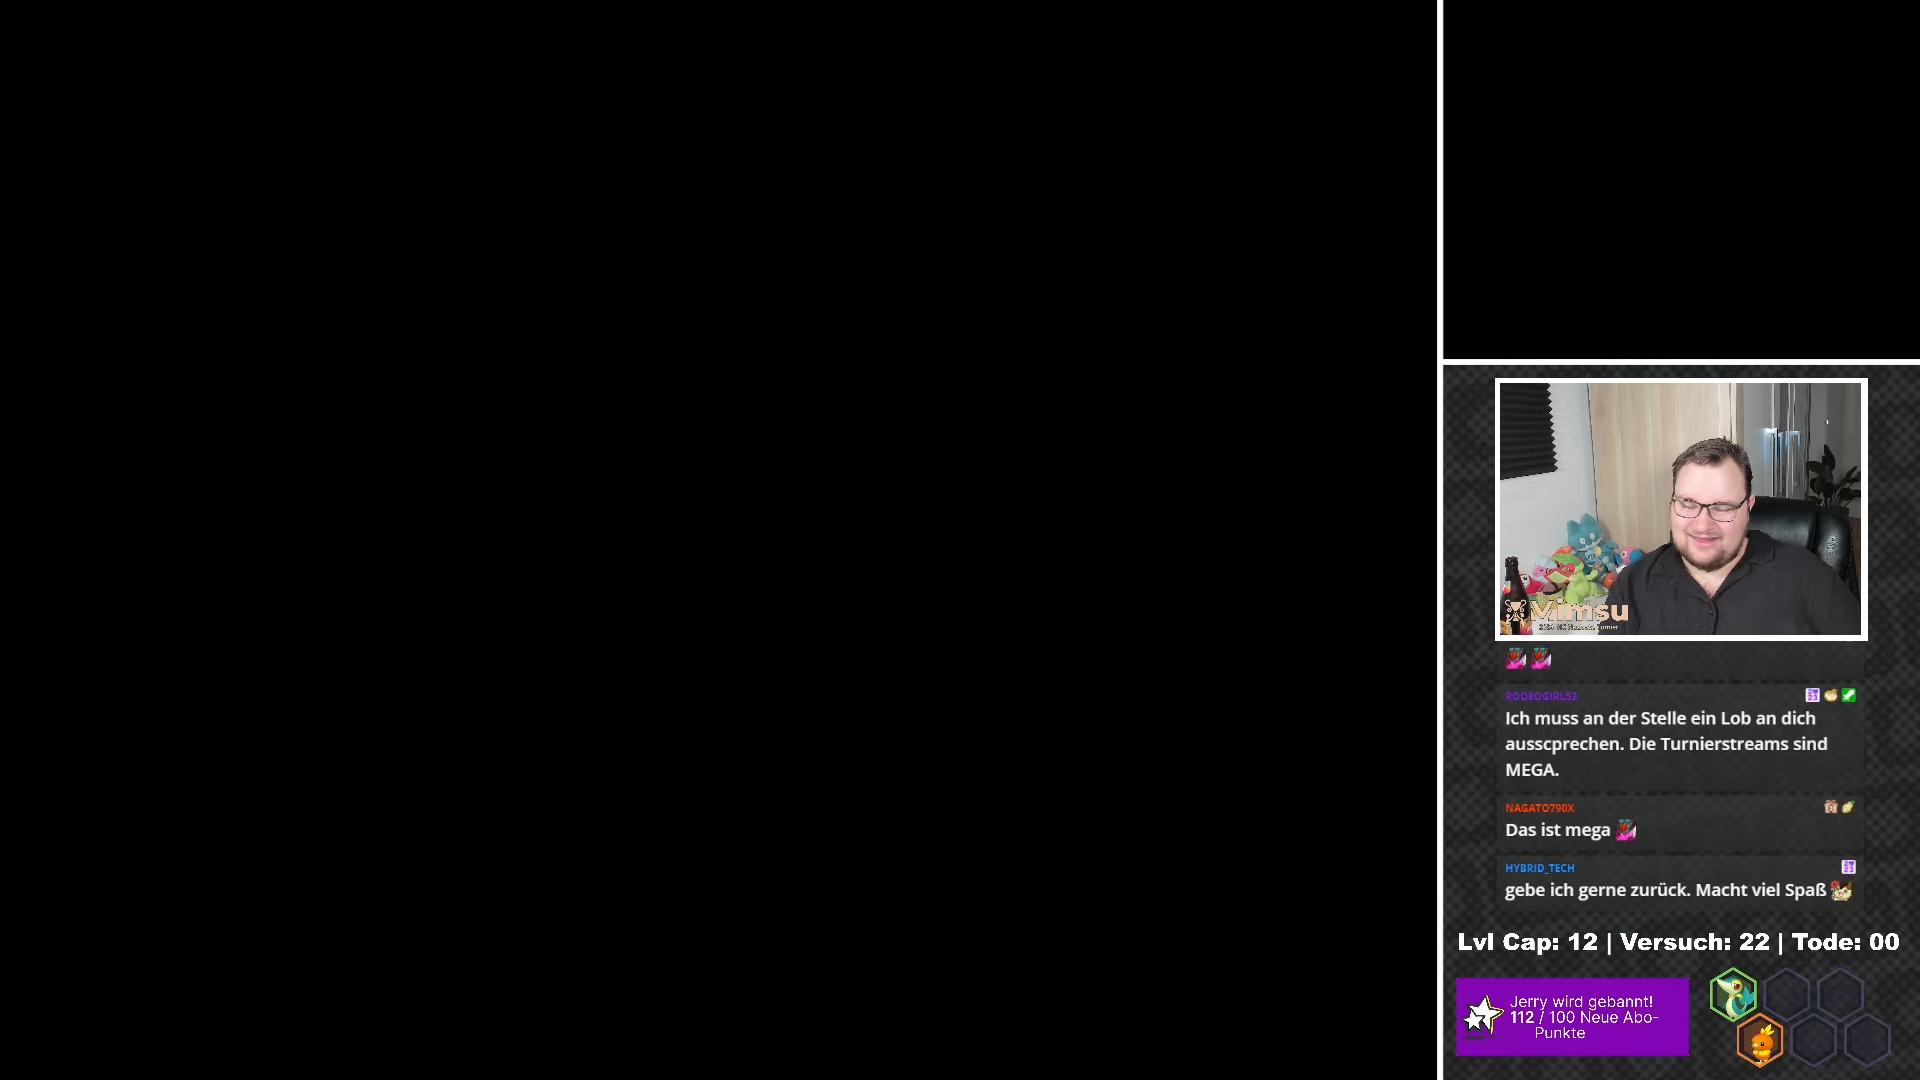 Vimsu
RODEOGIRL52
Ich muss an der Stelle ein Lob an dich
ausscprechen. Die Turnierstreams sind
MEGA.
NAGATO790X
Das ist mega
HYBRID_TECH
gebe ich gerne zurück. Macht viel Spaß
Lvl Cap: 12 | Versuch: 22 | Tode: 00
Jerry wird gebannt!
112 / 100 Neue Abo-
Punkte